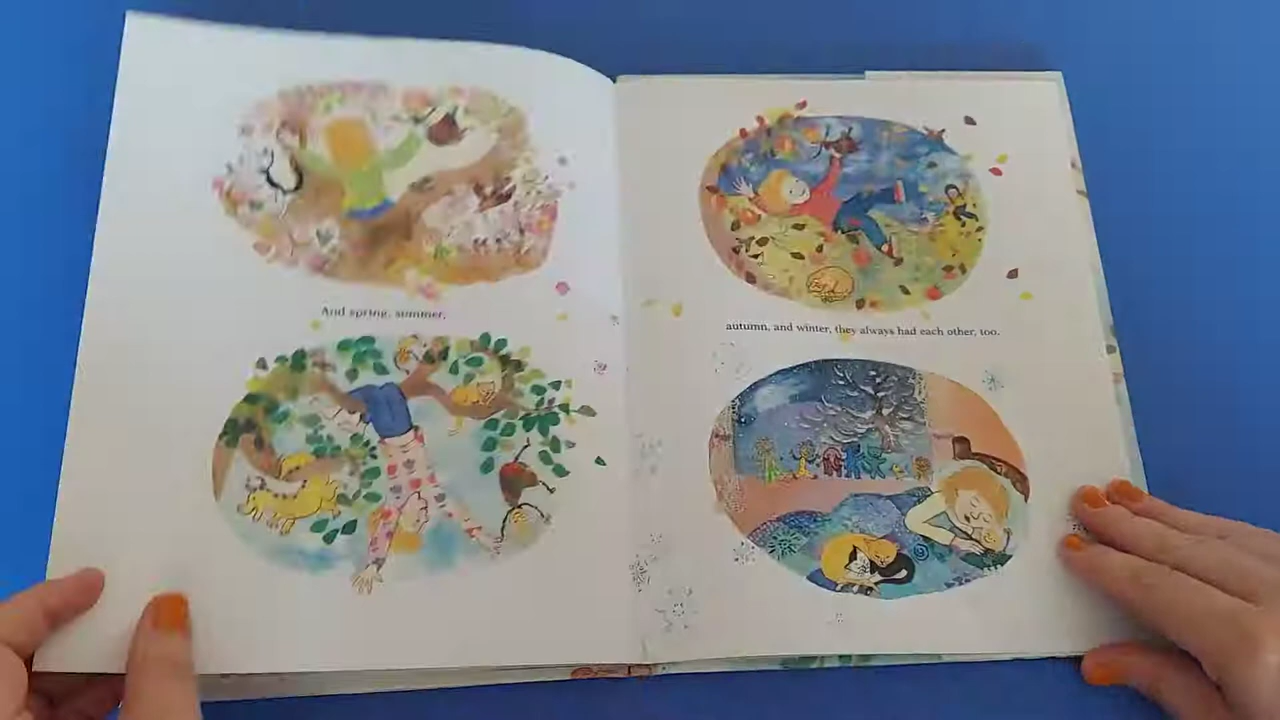 And spring, summer,
autumn, and winter, they always had each other, too.